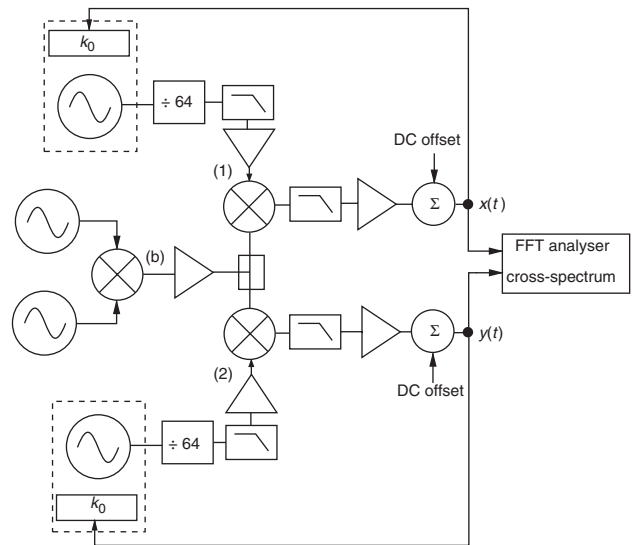 k0
÷ 64
(1)
DC offset
Σ
x(t)
(b)
FFT analyser
cross-spectrum
Σ
y(t)
(2)
DC offset
÷ 64
k0